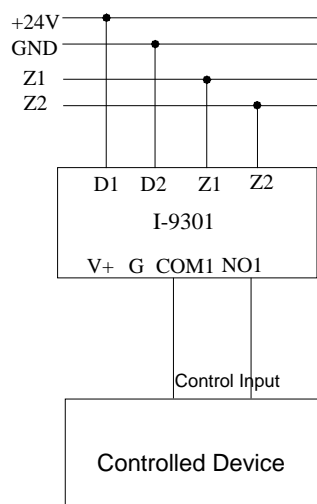 +24V
GND
Z1
Z2
D1 D2 Z1 Z2
I-9301
V+ G COM1 NO1
Control Input
Controlled Device